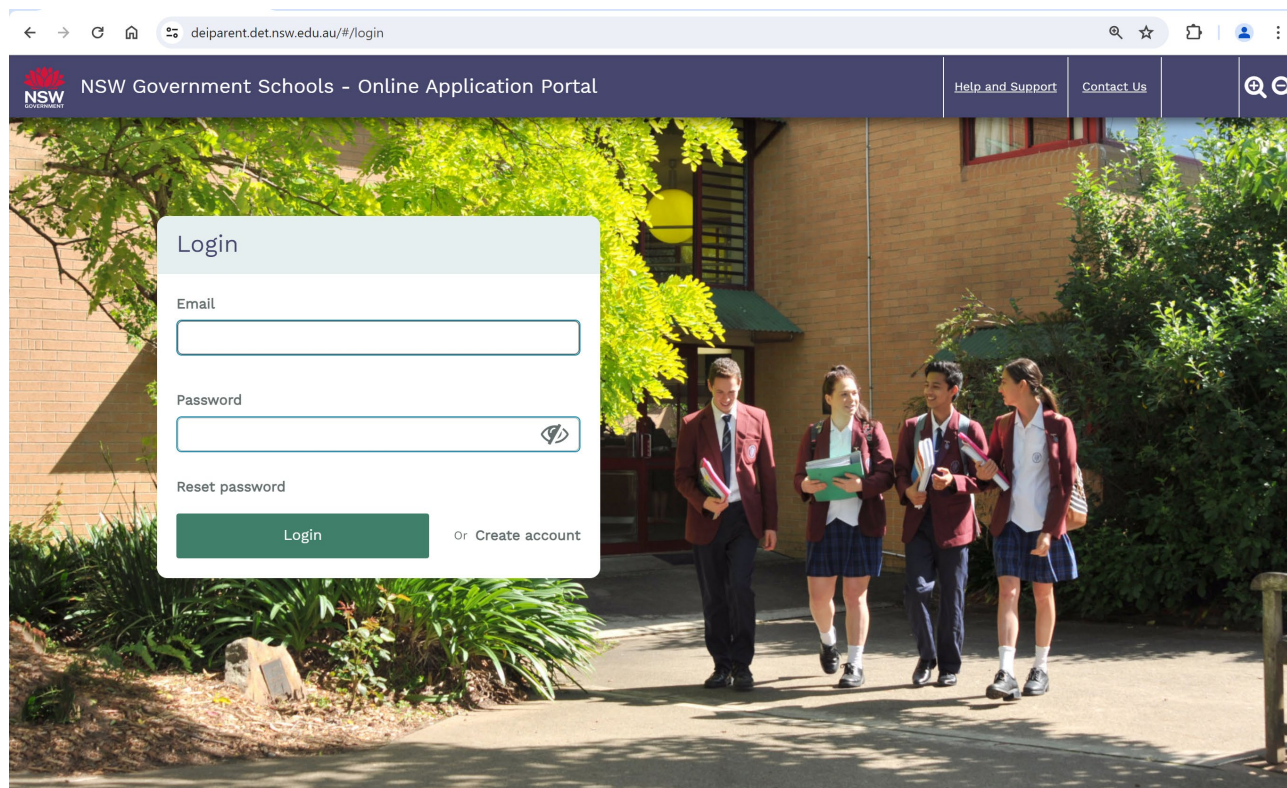 deiparent.det.nsw.edu.au/#/login
NSW
GOVERNMENT
NSW Government Schools - Online Application Portal
Help and Support
Contact Us
Login
Email
Password
Reset password
Login
Or Create account